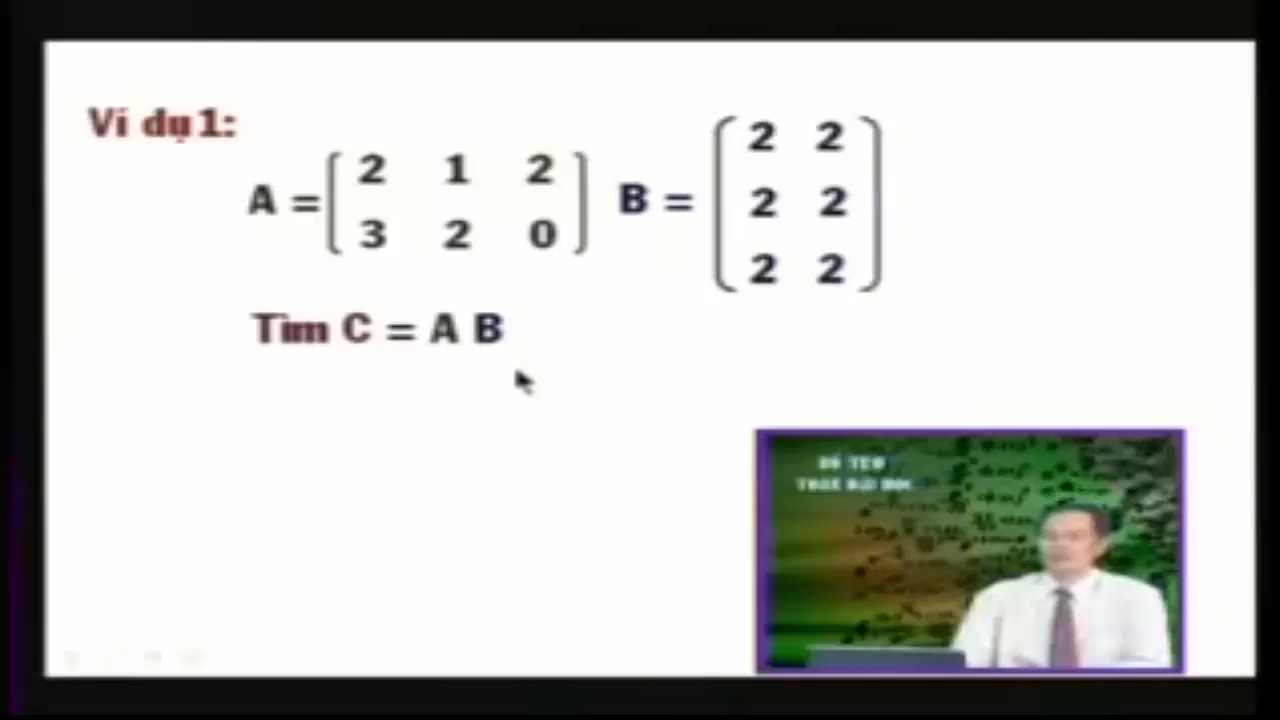 Ví dụ 1:
A = [ 2 1 2
3 2 0 ] B = ( 2 2
2 2
2 2 )
Tìm C = A B